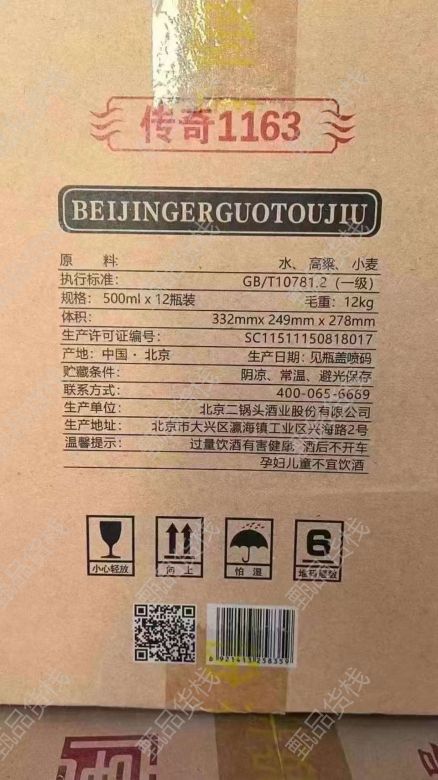 传奇1163
BEIJINGERGUOTOUJIU
原料 水、高粱、小麦
执行标准: GB/T10781.2（一级）
规格: 500ml x 12瓶装 毛重: 12kg
体积: 332mmx 249mm x 278mm
生产许可证编号: SC11511150818017
产地: 中国·北京 生产日期: 见瓶盖喷码
贮藏条件: 阴凉、常温、避光保存
联系方式: 400-065-6669
生产单位: 北京二锅头酒业股份有限公司
生产地址: 北京市大兴区瀛海镇工业区兴海路2号
温馨提示: 过量饮酒有害健康 酒后不开车
孕妇儿童不宜饮酒
6
小心轻放 向上 怕湿 堆码层数
6921411258359
甄品货栈